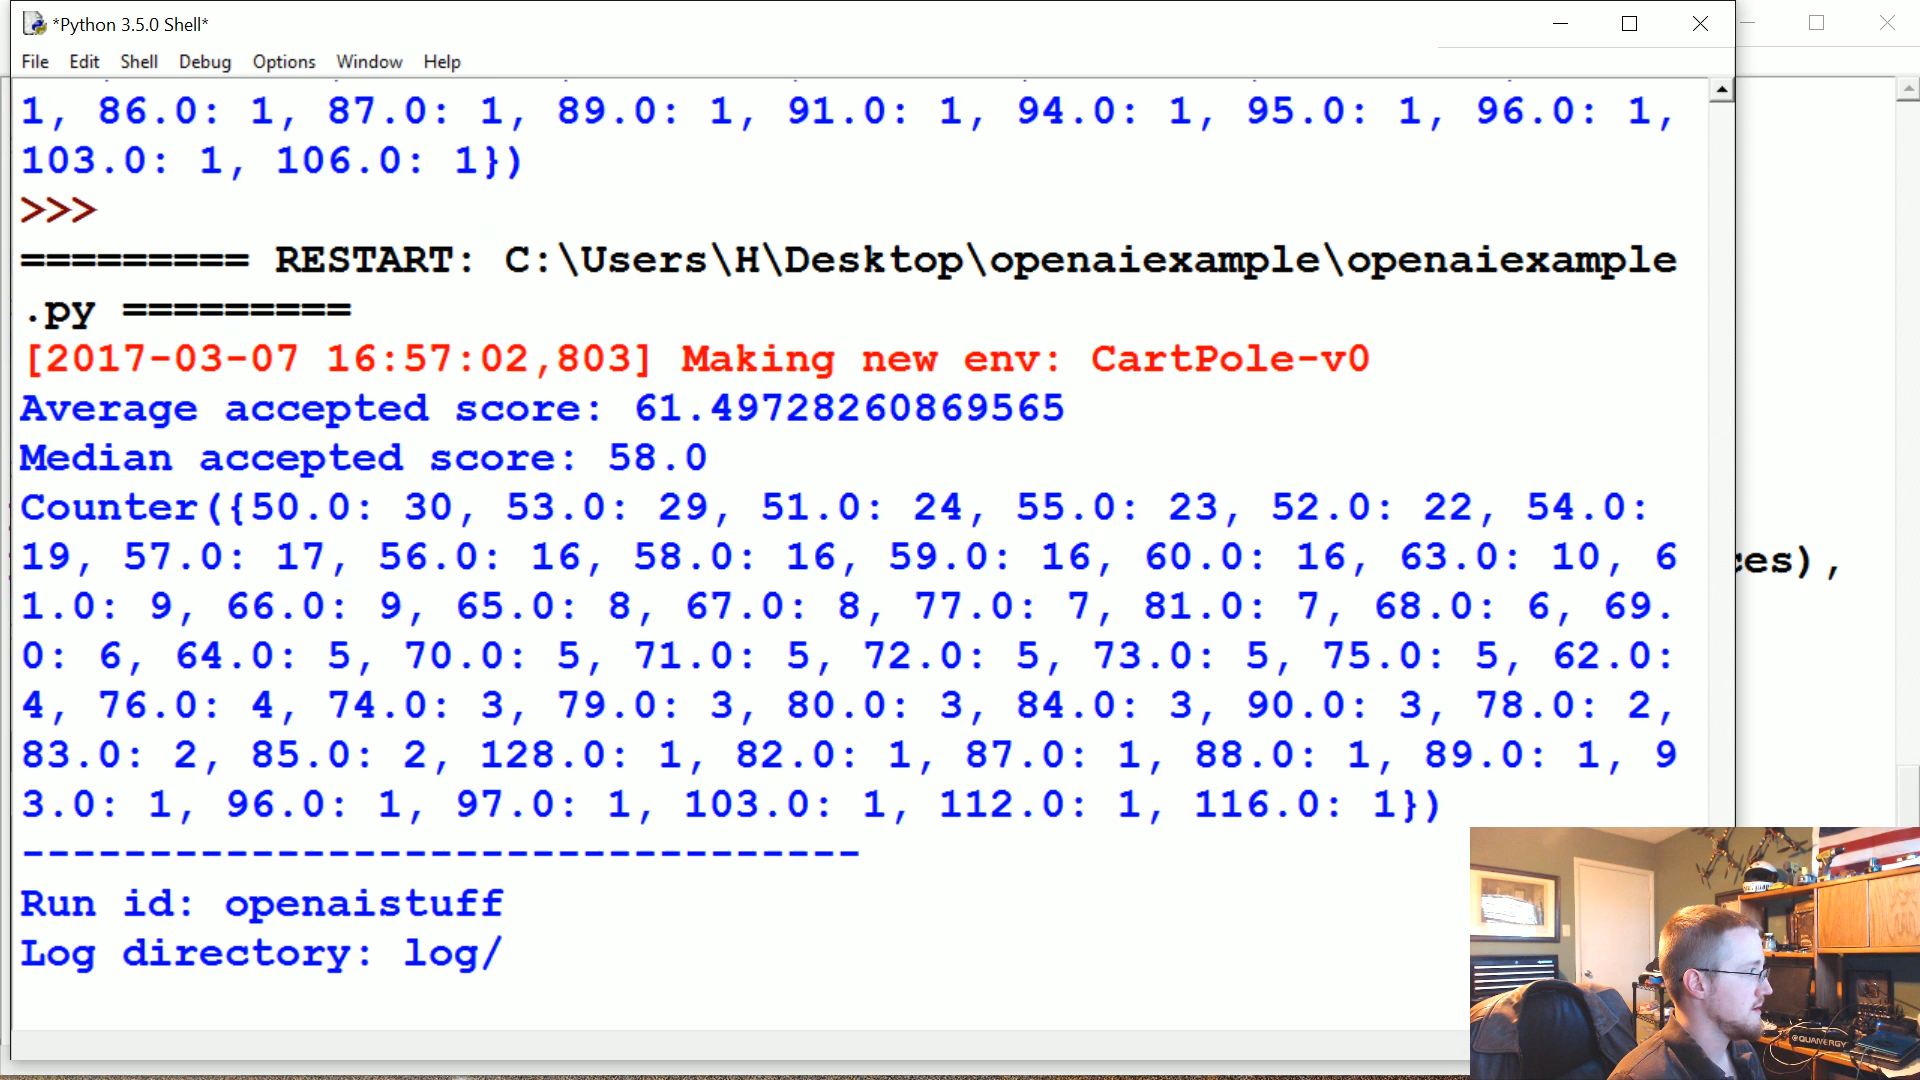 *Python 3.5.0 Shell*
File Edit Shell Debug Options Window Help
1, 86.0: 1, 87.0: 1, 89.0: 1, 91.0: 1, 94.0: 1, 95.0: 1, 96.0: 1,
103.0: 1, 106.0: 1})
>>>
========= RESTART: C:\Users\H\Desktop\openaiexample\openaiexample
.py =========
[2017-03-07 16:57:02,803] Making new env: CartPole-v0
Average accepted score: 61.49728260869565
Median accepted score: 58.0
Counter({50.0: 30, 53.0: 29, 51.0: 24, 55.0: 23, 52.0: 22, 54.0:
19, 57.0: 17, 56.0: 16, 58.0: 16, 59.0: 16, 60.0: 16, 63.0: 10, 6
1.0: 9, 66.0: 9, 65.0: 8, 67.0: 8, 77.0: 7, 81.0: 7, 68.0: 6, 69.
0: 6, 64.0: 5, 70.0: 5, 71.0: 5, 72.0: 5, 73.0: 5, 75.0: 5, 62.0:
4, 76.0: 4, 74.0: 3, 79.0: 3, 80.0: 3, 84.0: 3, 90.0: 3, 78.0: 2,
83.0: 2, 85.0: 2, 128.0: 1, 82.0: 1, 87.0: 1, 88.0: 1, 89.0: 1, 9
3.0: 1, 96.0: 1, 97.0: 1, 103.0: 1, 112.0: 1, 116.0: 1})
---------------------------------
Run id: openaistuff
Log directory: log/
ces),
QUANERGY